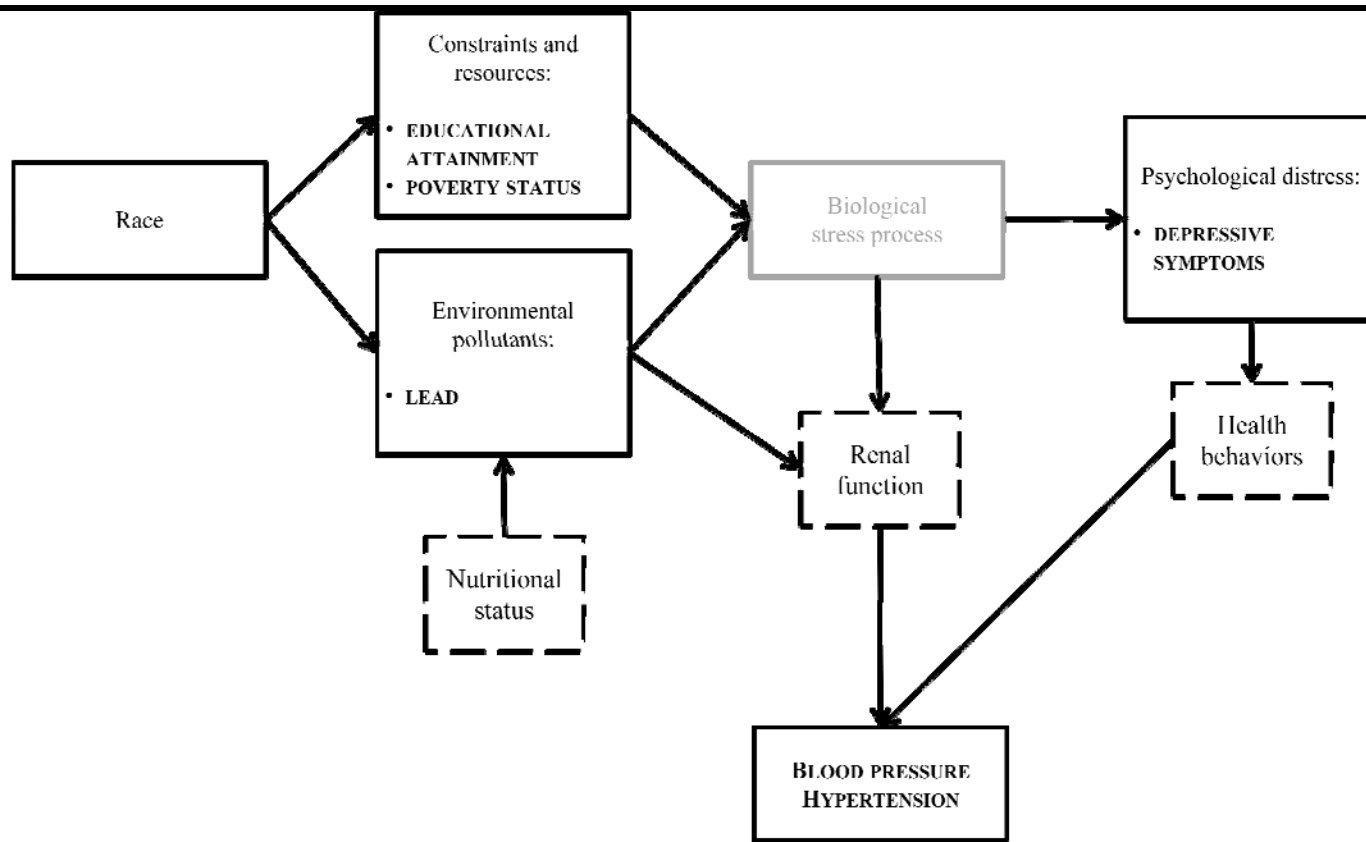 Constraints and
resources:
• EDUCATIONAL
ATTAINMENT
• POVERTY STATUS
Race
Biological
stress process
Psychological distress:
• DEPRESSIVE
SYMPTOMS
Environmental
pollutants:
• LEAD
Renal
function
Health
behaviors
Nutritional
status
BLOOD PRESSURE
HYPERTENSION